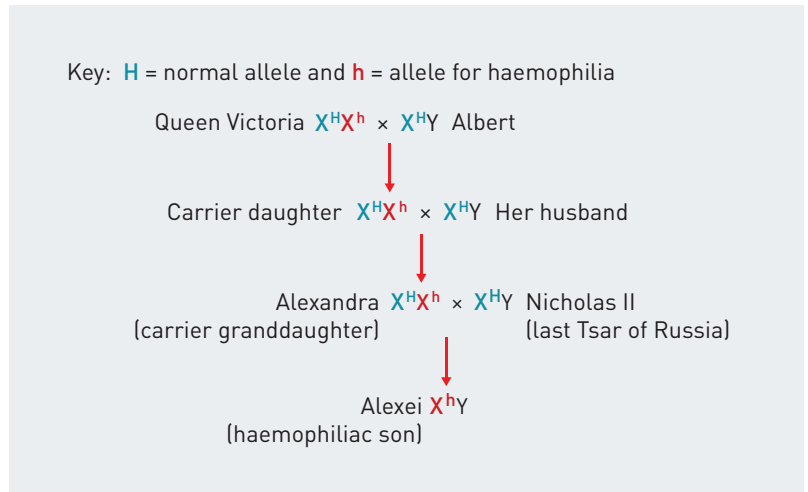 Key: H = normal allele and h = allele for haemophilia
Queen Victoria XᴴXʰ × XᴴY Albert
Carrier daughter XᴴXʰ × XᴴY Her husband
Alexandra XᴴXʰ × XᴴY Nicholas II
(carrier granddaughter) (last Tsar of Russia)
Alexei XʰY
(haemophiliac son)